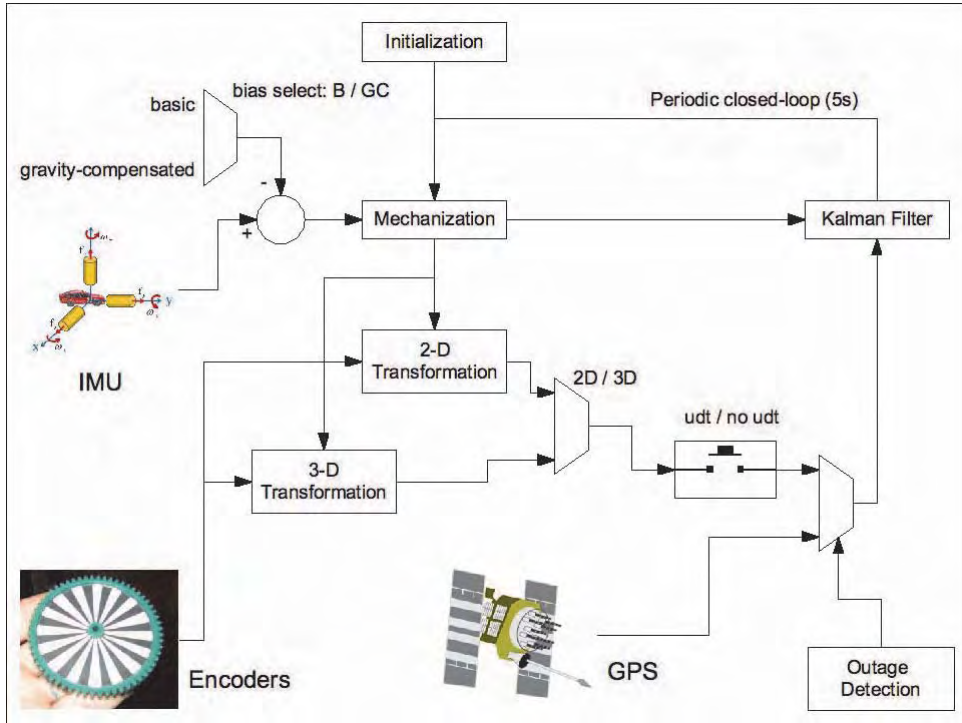 Initialization
bias select: B / GC
basic
Periodic closed-loop (5s)
gravity-compensated
-
+
Mechanization
Kalman Filter
IMU
2-D
Transformation
2D / 3D
udt / no udt
3-D
Transformation
Encoders
GPS
Outage
Detection